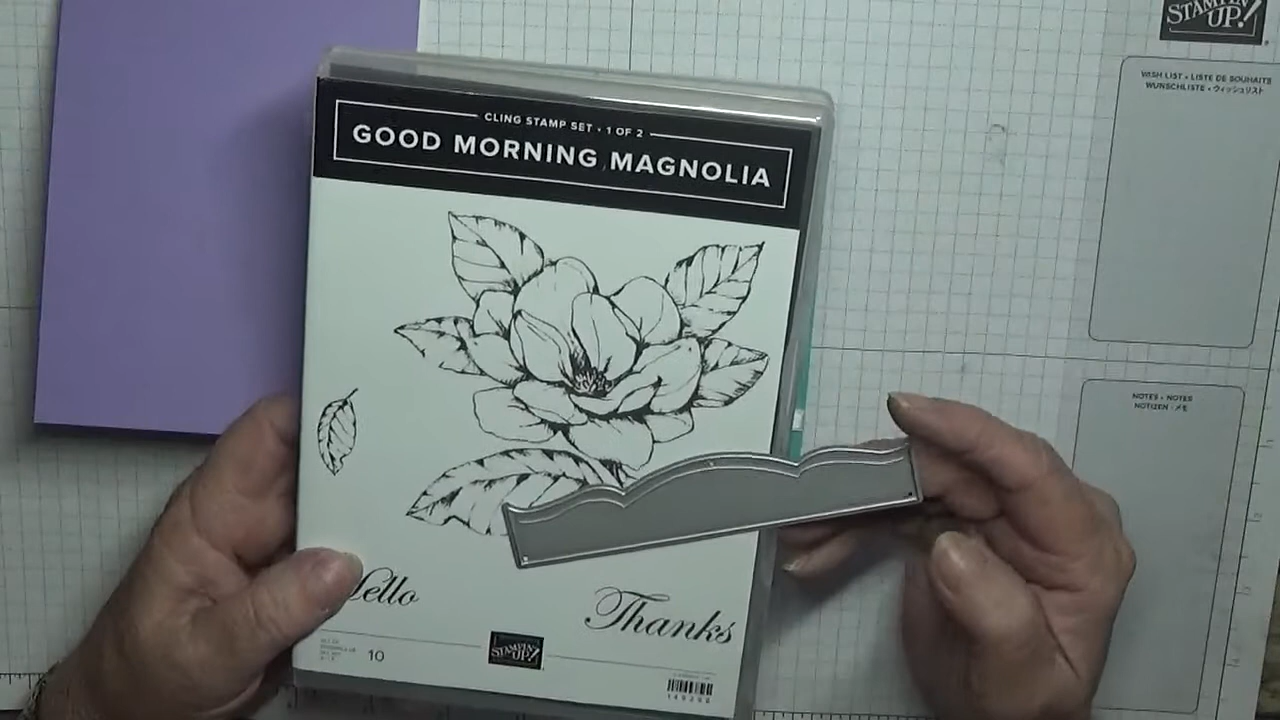 STAMPIN' UP!
WISH LIST • LISTE DE SOUHAITS
WUNSCHLISTE • ウィッシュリスト
CLING STAMP SET • 1 OF 2
GOOD MORNING MAGNOLIA
NOTES • NOTES
NOTIZEN • メモ
Hello
Thanks
10
STAMPIN' UP!